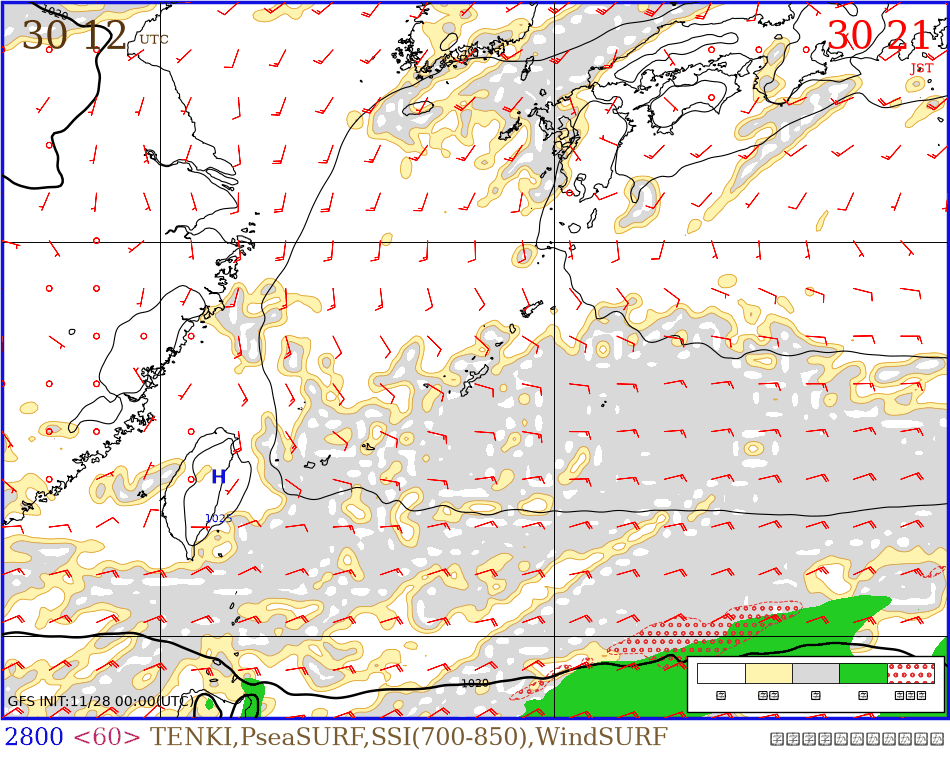 1020
30 12 UTC
30 21
JST
H
1025
1020
GFS INIT:11/28 00:00(UTC)
2800 <60> TENKI,PseaSURF,SSI(700-850),WindSURF